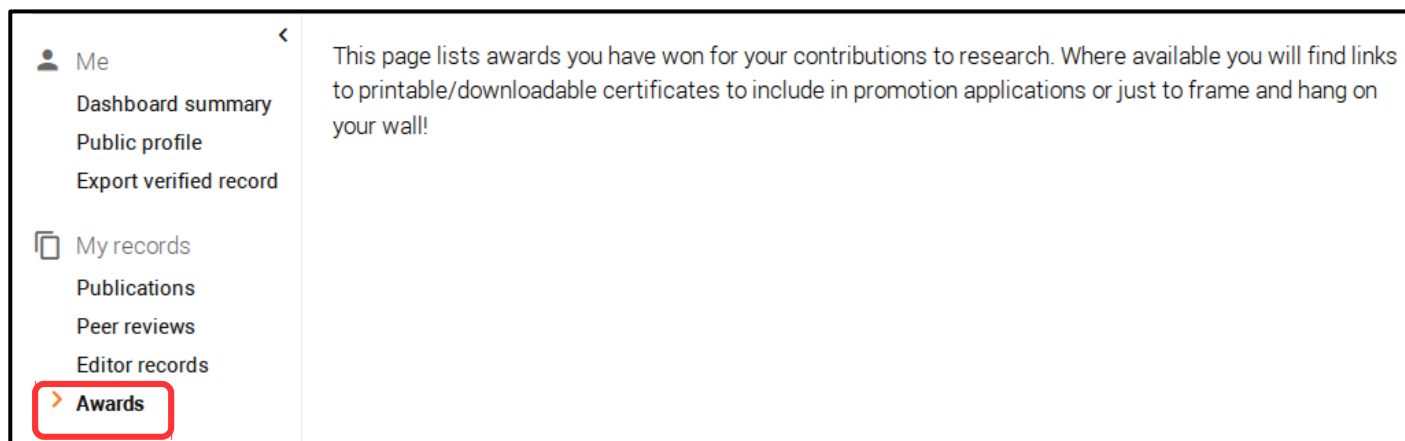 Me
Dashboard summary
Public profile
Export verified record
My records
Publications
Peer reviews
Editor records
Awards
This page lists awards you have won for your contributions to research. Where available you will find links
to printable/downloadable certificates to include in promotion applications or just to frame and hang on
your wall!